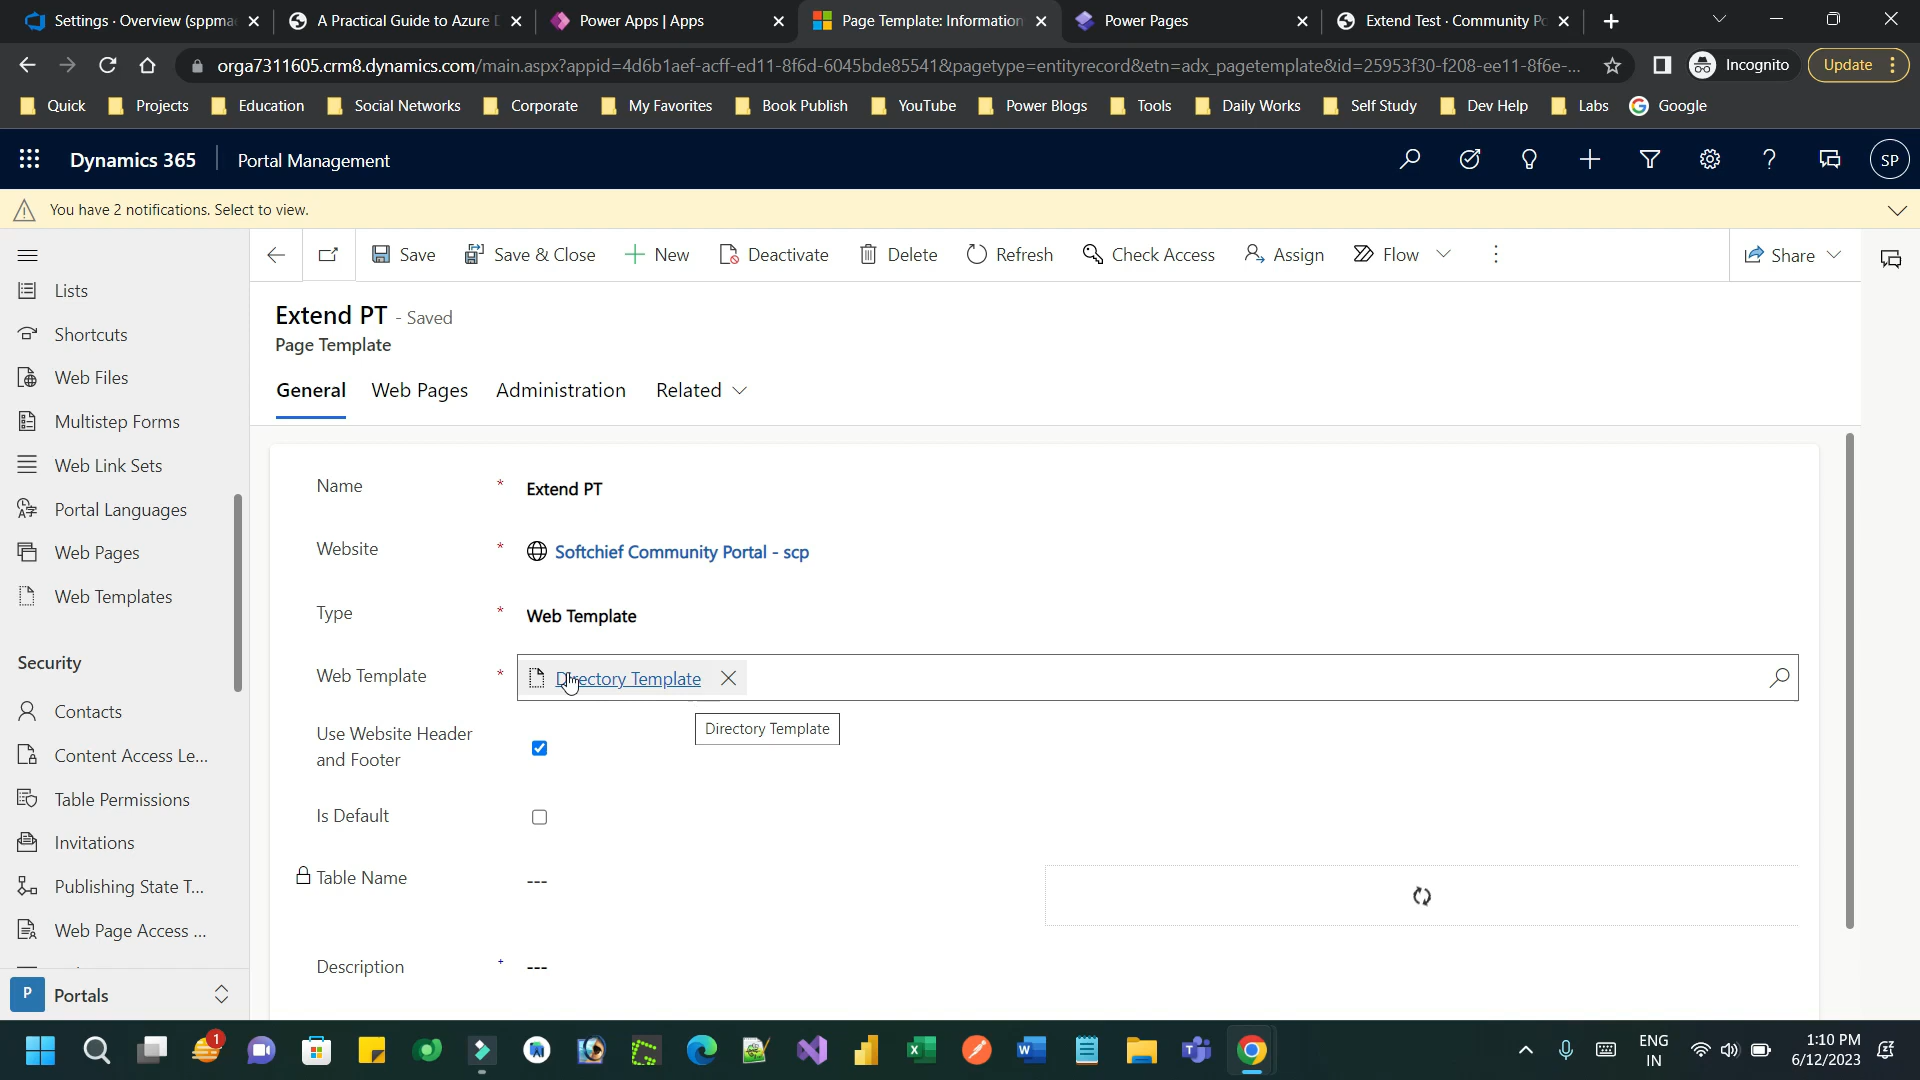 Settings · Overview (sppma
A Practical Guide to Azure D
Power Apps | Apps
Page Template: Information
Power Pages
Extend Test · Community Po
orga7311605.crm8.dynamics.com/main.aspx?appid=4d6b1aef-acff-ed11-8f6d-6045bde85541&pagetype=entityrecord&etn=adx_pagetemplate&id=25953f30-f208-ee11-8f6e-...
Incognito
Update
Quick
Projects
Education
Social Networks
Corporate
My Favorites
Book Publish
YouTube
Power Blogs
Tools
Daily Works
Self Study
Dev Help
Labs
Google
Dynamics 365
Portal Management
SP
You have 2 notifications. Select to view.
Save
Save & Close
New
Deactivate
Delete
Refresh
Check Access
Assign
Flow
Share
Lists
Shortcuts
Web Files
Multistep Forms
Web Link Sets
Portal Languages
Web Pages
Web Templates
Security
Contacts
Content Access Le...
Table Permissions
Invitations
Publishing State T...
Web Page Access ...
P Portals
Extend PT - Saved
Page Template
General
Web Pages
Administration
Related
Name * Extend PT
Website * Softchief Community Portal - scp
Type * Web Template
Web Template * Directory Template
Directory Template
Use Website Header
and Footer
Is Default
Table Name ---
Description + ---
1
ENG
IN
1:10 PM
6/12/2023